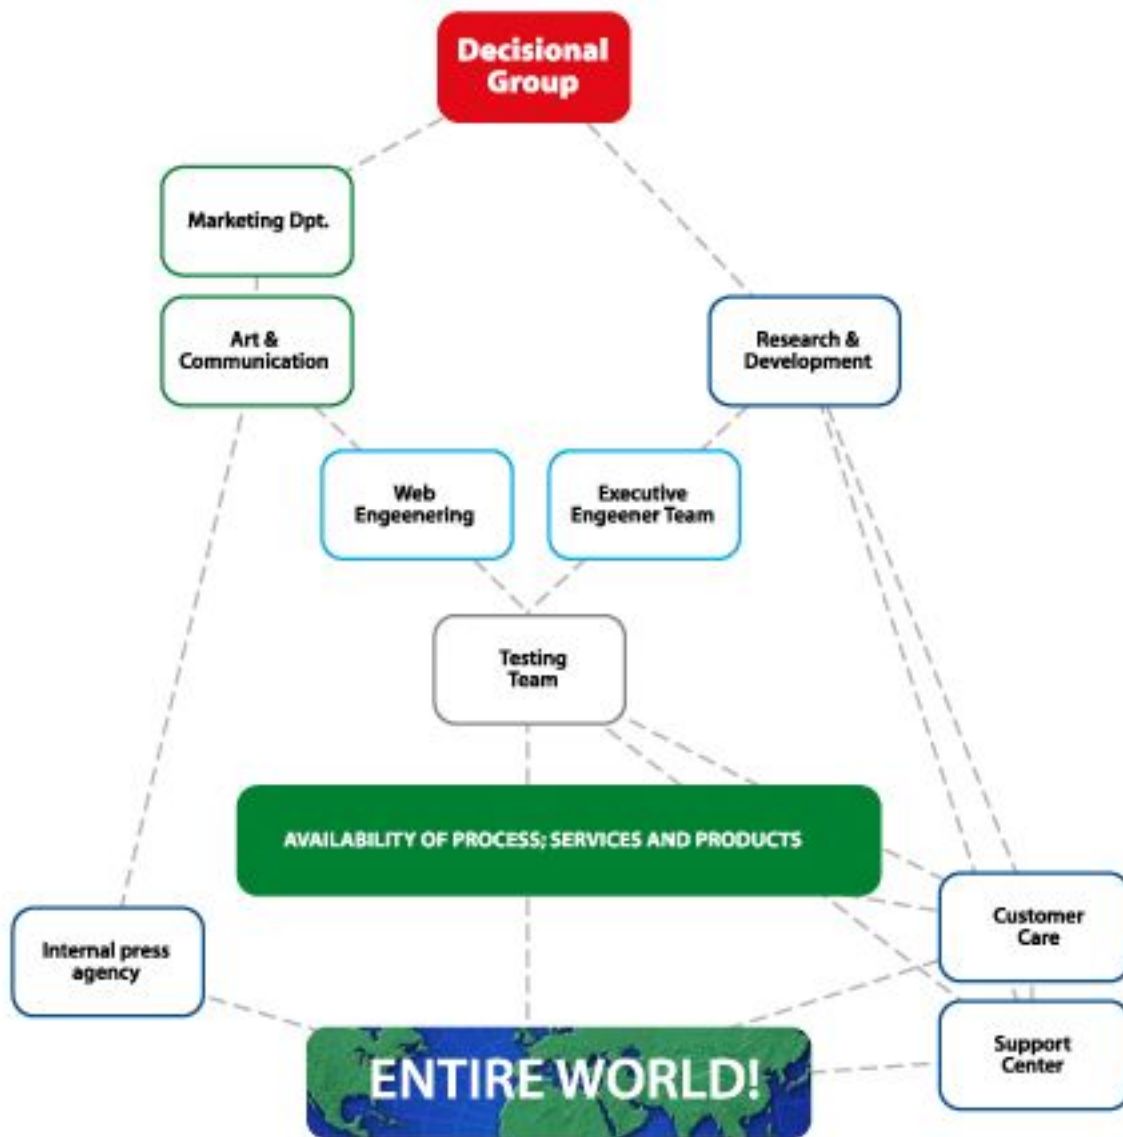 Decisional
Group
Marketing Dpt.
Art &
Communication
Research &
Development
Web
Engeenering
Executive
Engeener Team
Testing
Team
AVAILABILITY OF PROCESS; SERVICES AND PRODUCTS
Customer
Care
Internal press
agency
Support
Center
ENTIRE WORLD!